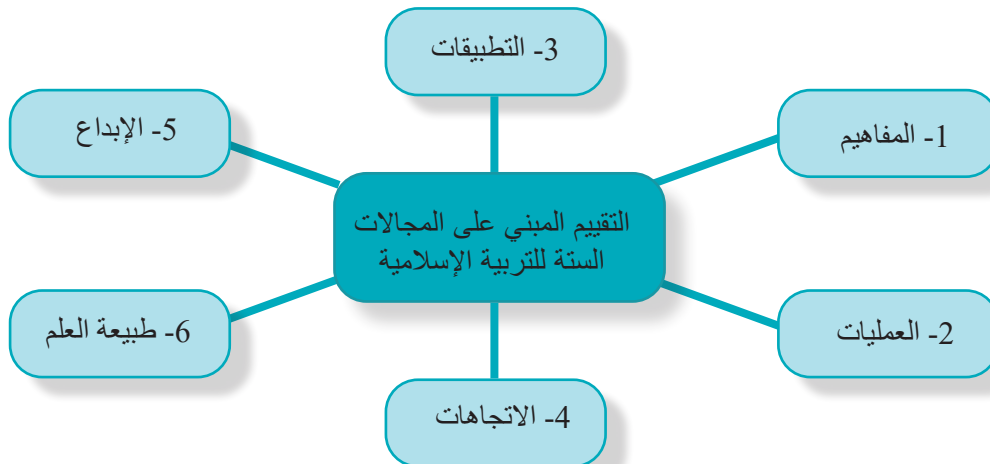 3- التطبيقات
5- الإبداع
1- المفاهيم
التقييم المبني على المجالات
الستة للتربية الإسلامية
6- طبيعة العلم
2- العمليات
4- الاتجاهات